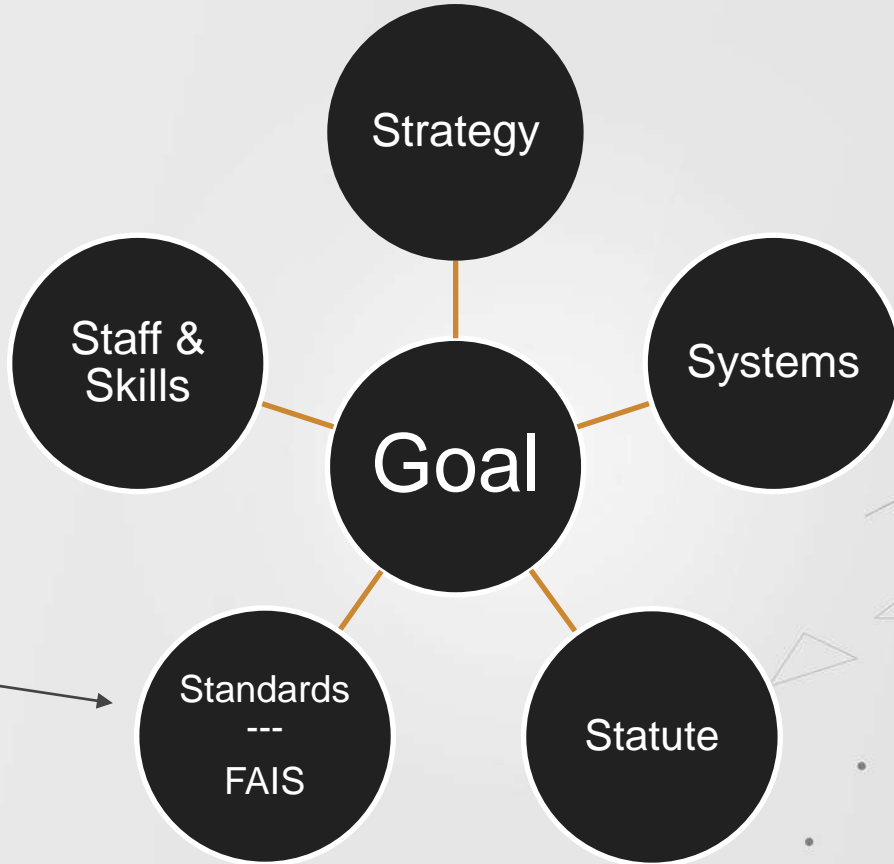 Strategy
Staff &
Skills
Systems
Goal
Standards
---
FAIS
Statute